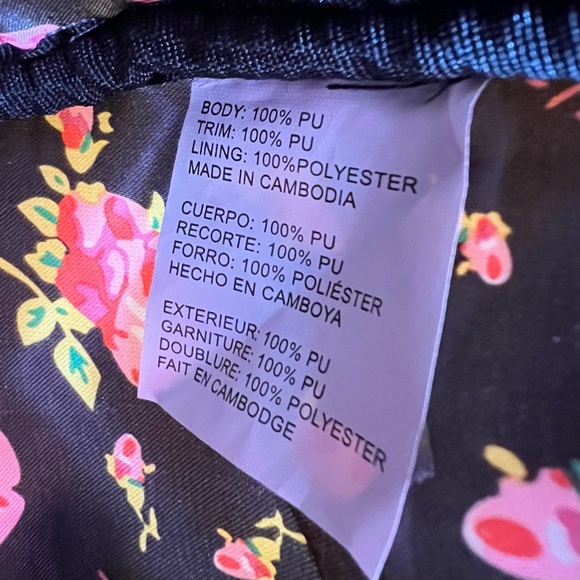 BODY: 100% PU
TRIM: 100% PU
LINING: 100%POLYESTER
MADE IN CAMBODIA
CUERPO: 100% PU
RECORTE: 100% PU
FORRO: 100% POLIÉSTER
HECHO EN CAMBOYA
EXTERIEUR: 100% PU
GARNITURE: 100% PU
DOUBLURE: 100% POLYESTER
FAIT EN CAMBODGE